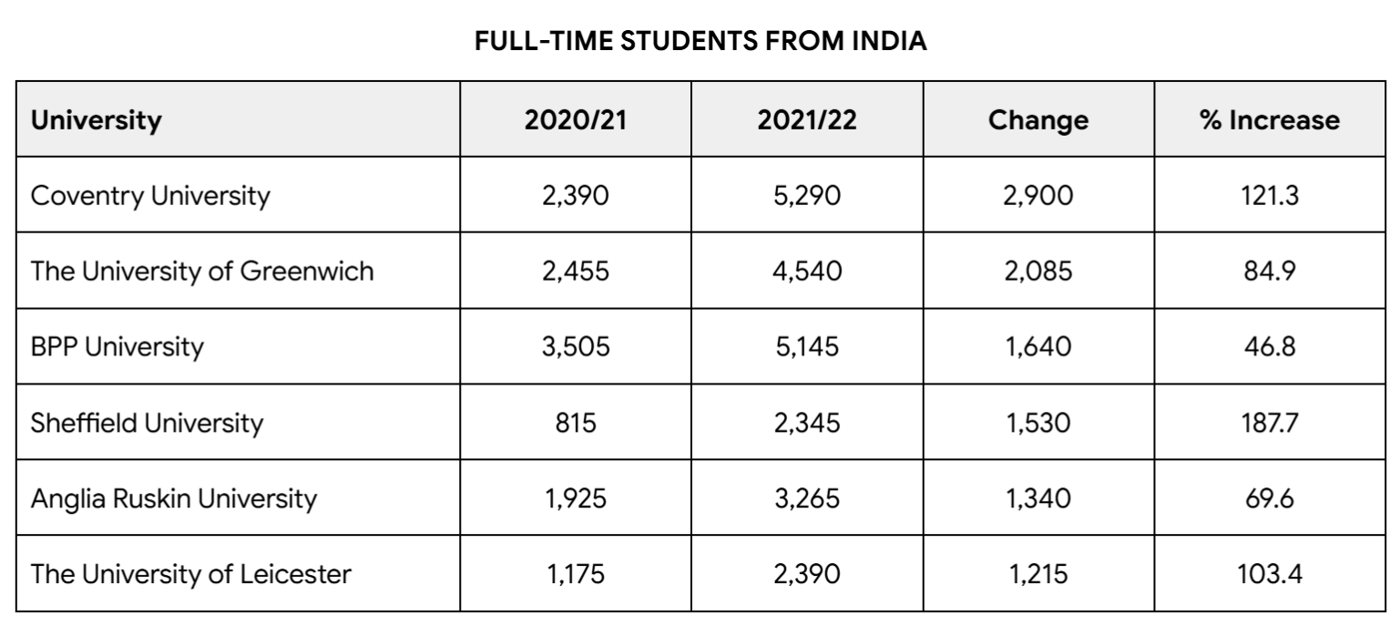 FULL-TIME STUDENTS FROM INDIA
University 2020/21 2021/22 Change % Increase
Coventry University 2,390 5,290 2,900 121.3
The University of Greenwich 2,455 4,540 2,085 84.9
BPP University 3,505 5,145 1,640 46.8
Sheffield University 815 2,345 1,530 187.7
Anglia Ruskin University 1,925 3,265 1,340 69.6
The University of Leicester 1,175 2,390 1,215 103.4